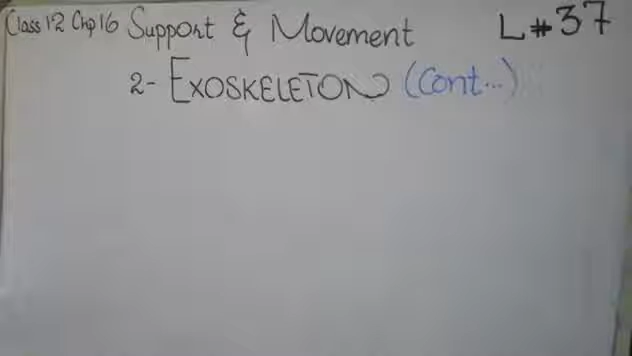 Class 12 Chp 16 Support & Movement L#37
2- EXOSKELETON (Cont...)